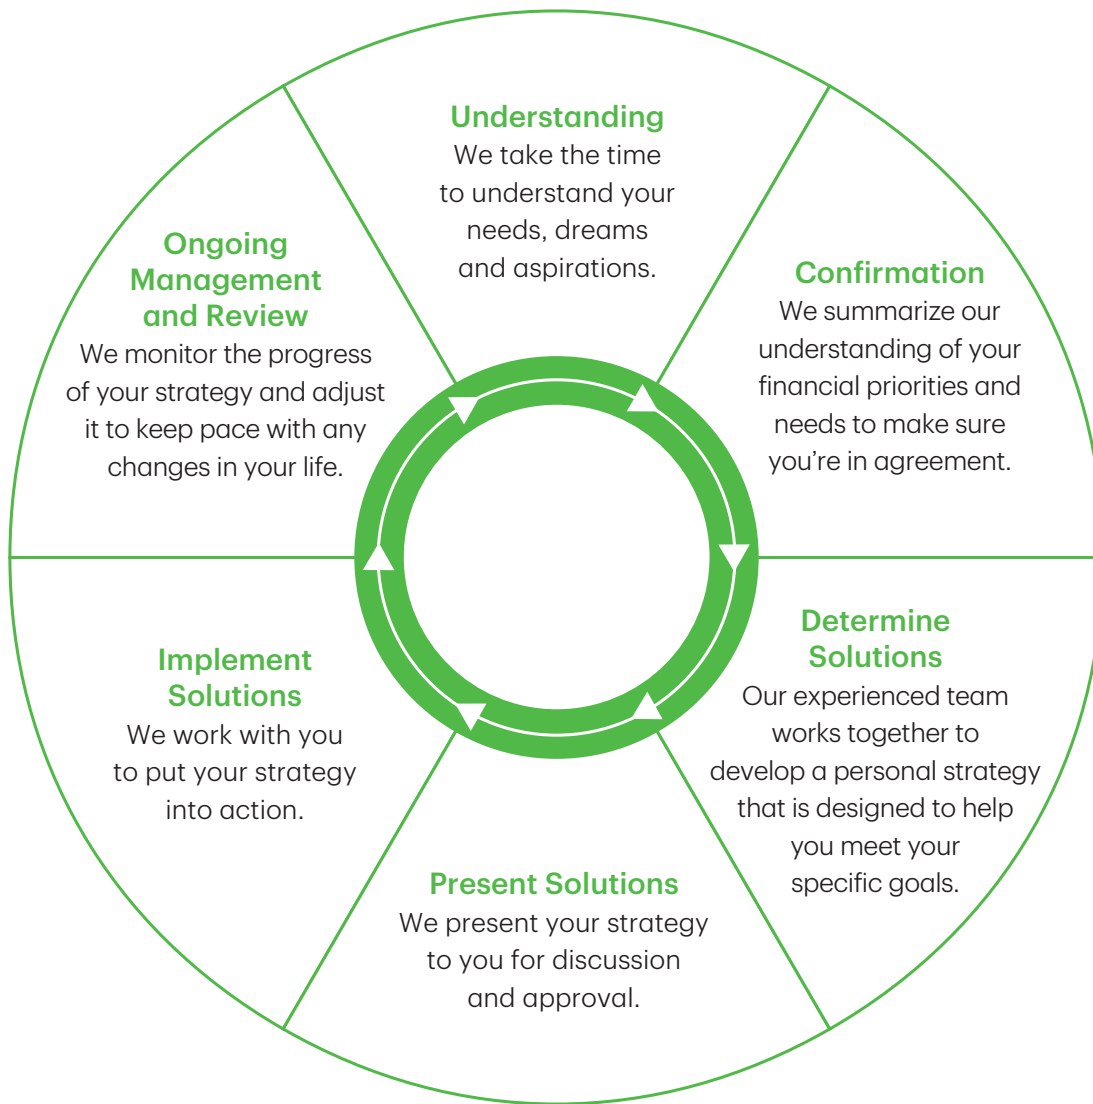 Understanding
We take the time
to understand your
needs, dreams
and aspirations.
Confirmation
We summarize our
understanding of your
financial priorities and
needs to make sure
you're in agreement.
Determine
Solutions
Our experienced team
works together to
develop a personal strategy
that is designed to help
you meet your
specific goals.
Present Solutions
We present your strategy
to you for discussion
and approval.
Implement
Solutions
We work with you
to put your strategy
into action.
Ongoing
Management
and Review
We monitor the progress
of your strategy and adjust
it to keep pace with any
changes in your life.